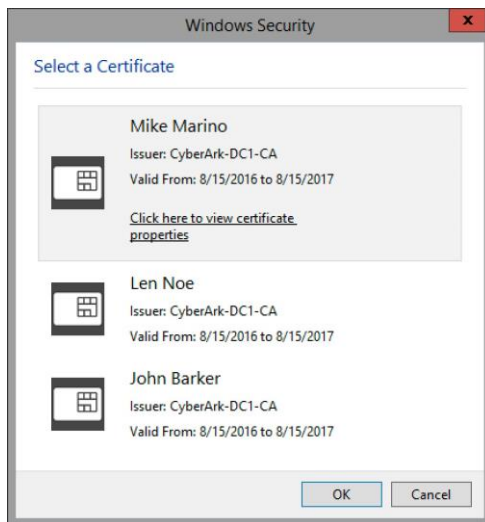 Windows Security
x
Select a Certificate
Mike Marino
Issuer: CyberArk-DC1-CA
Valid From: 8/15/2016 to 8/15/2017
Click here to view certificate
properties
Len Noe
Issuer: CyberArk-DC1-CA
Valid From: 8/15/2016 to 8/15/2017
John Barker
Issuer: CyberArk-DC1-CA
Valid From: 8/15/2016 to 8/15/2017
OK Cancel